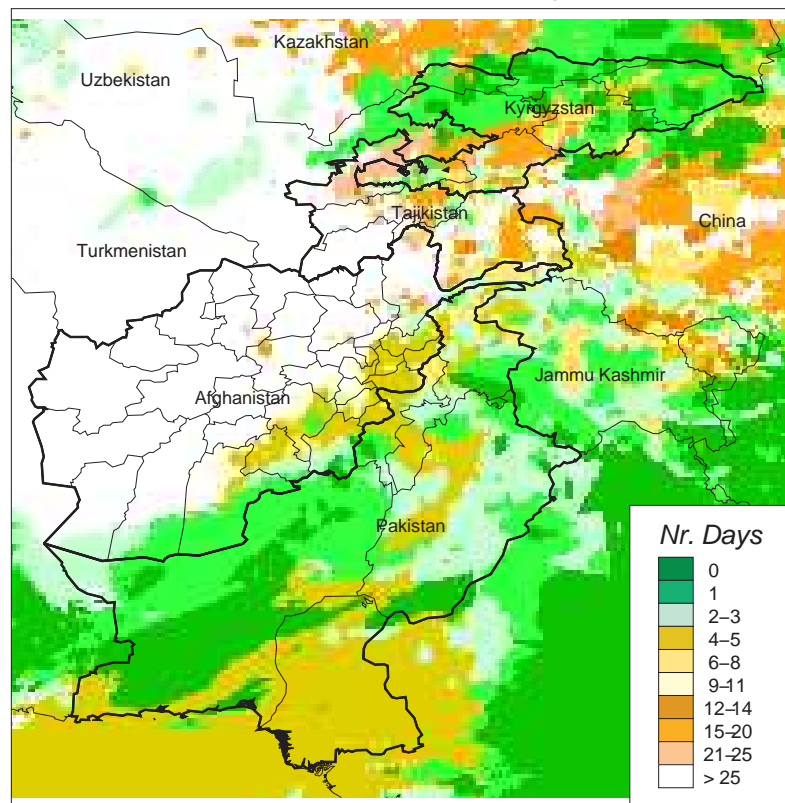 Kazakhstan
Uzbekistan
Kyrgyzstan
Tajikistan
China
Turkmenistan
Jammu Kashmir
Afghanistan
Pakistan
Nr. Days
0
1
2–3
4–5
6–8
9–11
12–14
15–20
21–25
> 25